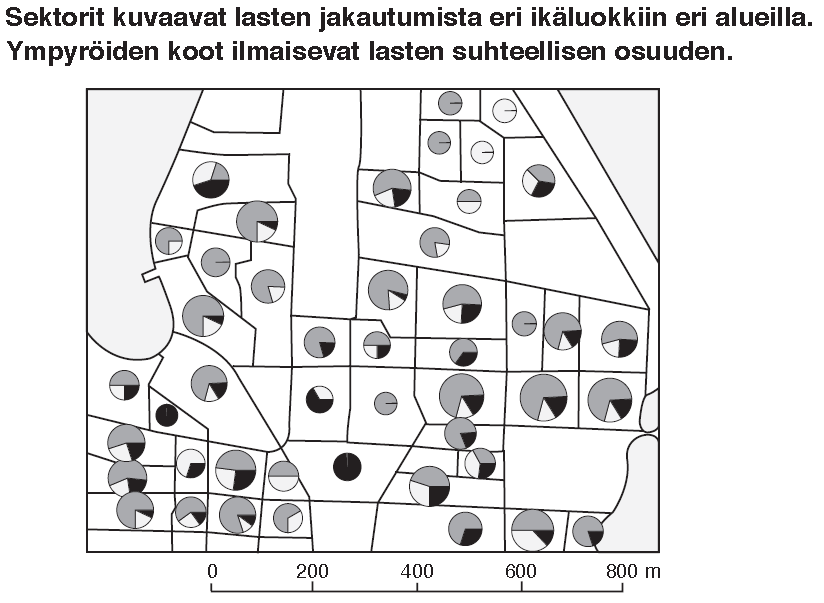 Sektorit kuvaavat lasten jakautumista eri ikäluokkiin eri alueilla.
Ympyröiden koot ilmaisevat lasten suhteellisen osuuden.
0 200 400 600 800 m